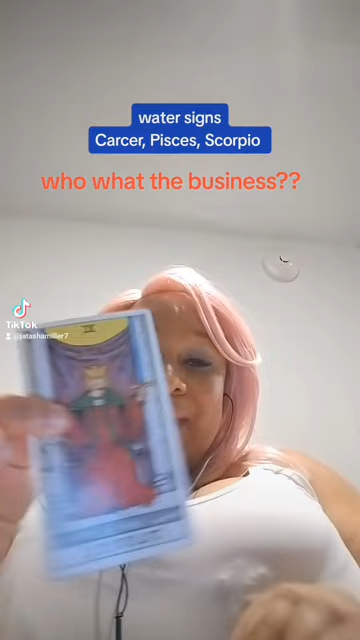 water signs
Carcer, Pisces, Scorpio
who what the business??
TikTok
@jatashamiller7